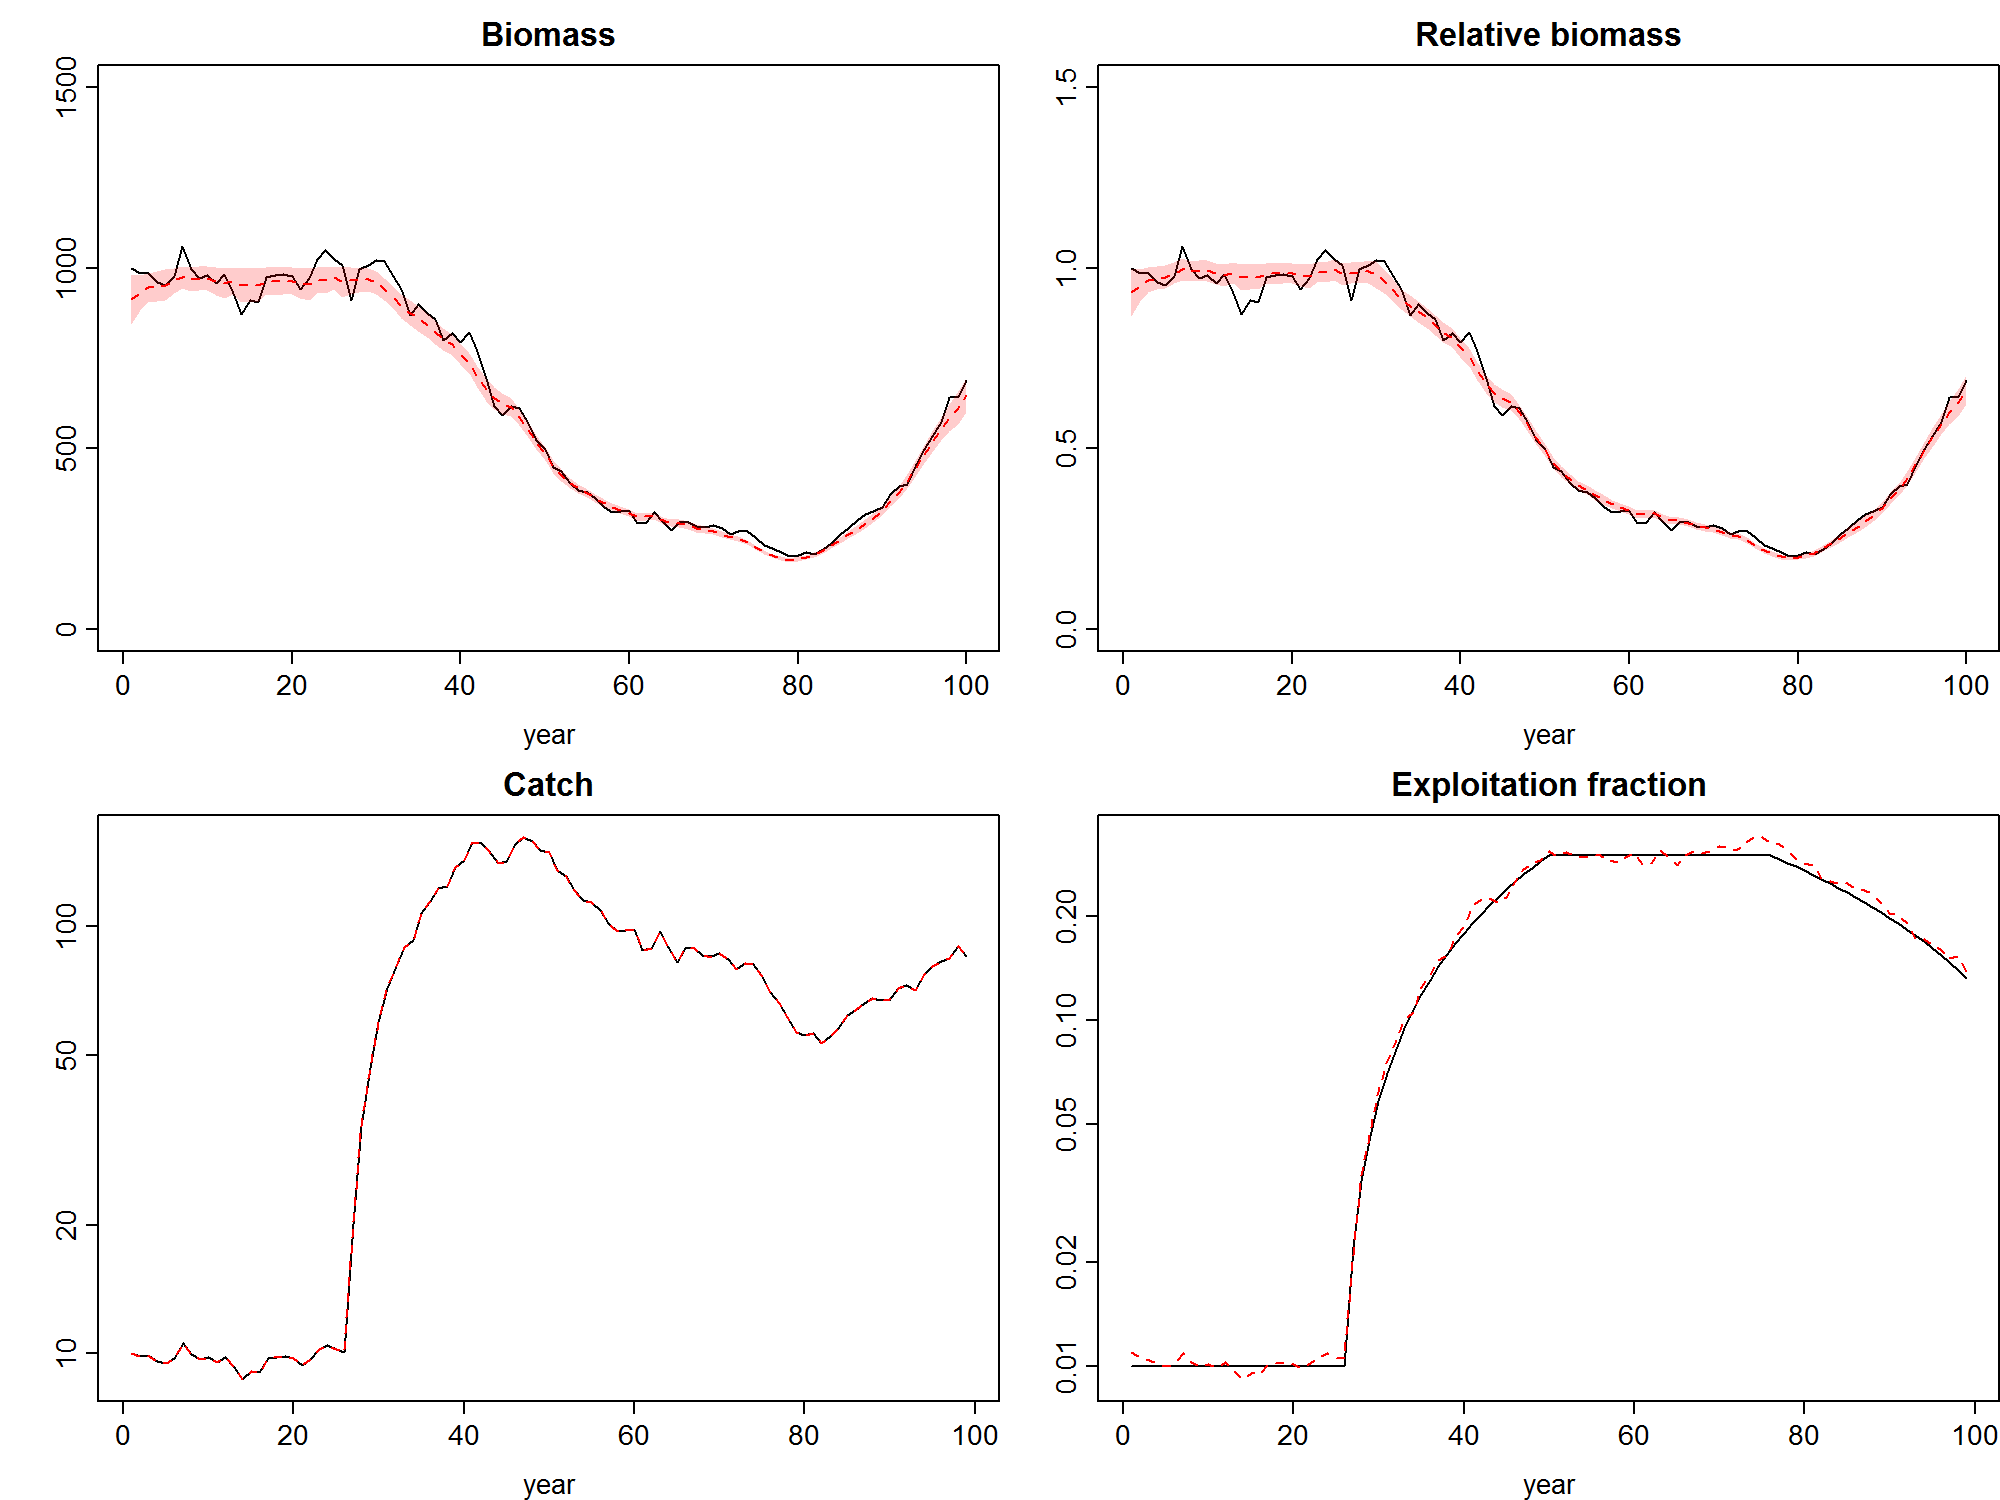 Biomass
1500
1000
500
0
0 20 40 60 80 100
year
Relative biomass
1.5
1.0
0.5
0.0
0 20 40 60 80 100
year
Catch
100
50
20
10
0 20 40 60 80 100
year
Exploitation fraction
0.20
0.10
0.05
0.02
0.01
0 20 40 60 80 100
year